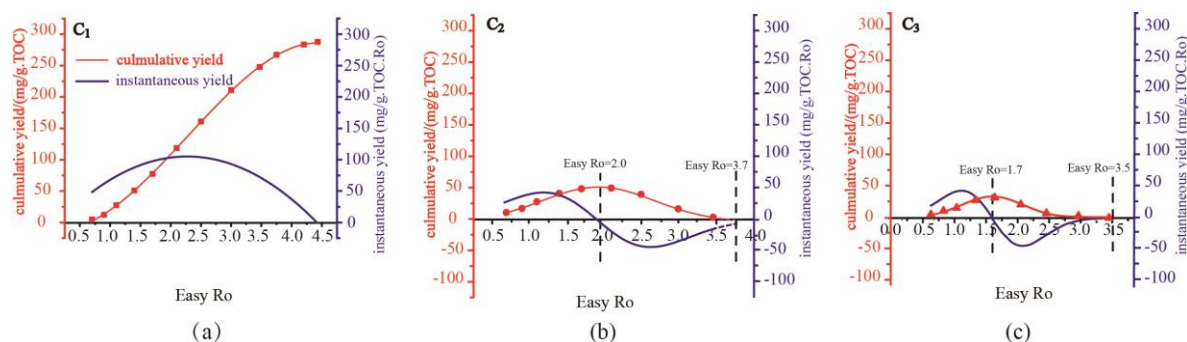 C1
culmulative yield
instantaneous yield
culmulative yield/(mg/g.TOC)
300
250
200
150
100
50
0
0.5 1.0 1.5 2.0 2.5 3.0 3.5 4.0 4.5
300
250
200
150
100
50
0
-50
-100
instantaneous yield (mg/g.TOC.Ro)
Easy Ro
(a)
C2
culmulative yield/(mg/g.TOC)
300
250
200
150
100
50
0
-50
-100
Easy Ro=2.0
Easy Ro=3.7
0.5 1.0 1.5 2.0 2.5 3.0 3.5 4.0
300
250
200
150
100
50
0
-50
-100
instantaneous yield (mg/g.TOC.Ro)
Easy Ro
(b)
C3
culmulative yield/(mg/g.TOC)
300
250
200
150
100
50
0
-50
-100
Easy Ro=1.7
Easy Ro=3.5
0.0 0.5 1.0 1.5 2.0 2.5 3.0 3.5
300
250
200
150
100
50
0
-50
-100
instantaneous yield (mg/g.TOC.Ro)
Easy Ro
(c)